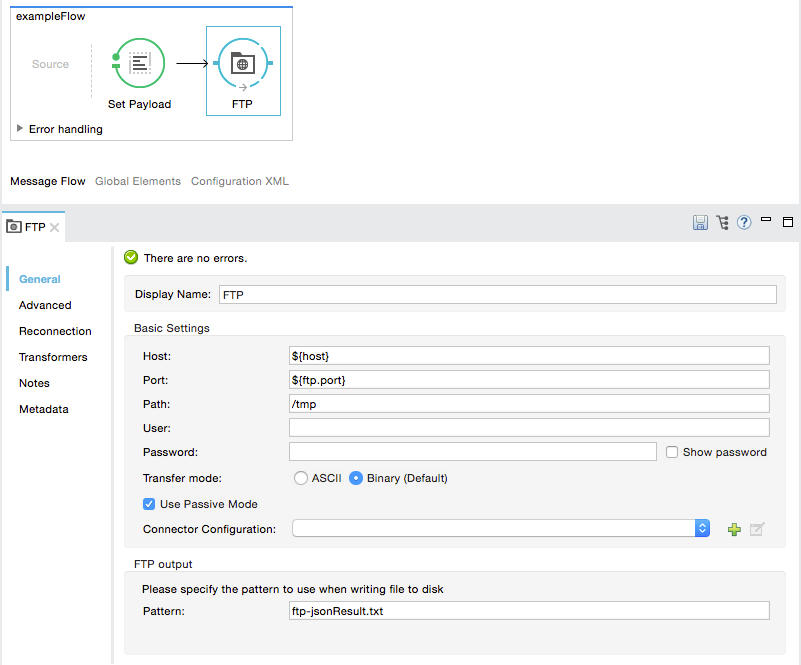 exampleFlow
Source
Set Payload
FTP
Error handling
Message Flow Global Elements Configuration XML
FTP
There are no errors.
General
Advanced
Reconnection
Transformers
Notes
Metadata
Display Name: FTP
Basic Settings
Host: ${host}
Port: ${ftp.port}
Path: /tmp
User:
Password: Show password
Transfer mode: ASCII Binary (Default)
Use Passive Mode
Connector Configuration:
FTP output
Please specify the pattern to use when writing file to disk
Pattern: ftp-jsonResult.txt